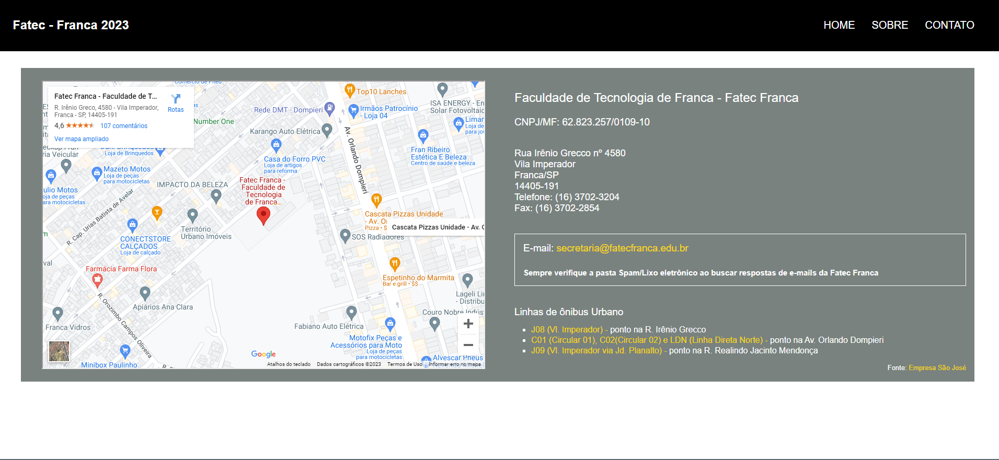 Fatec - Franca 2023
HOME SOBRE CONTATO
Fatec Franca - Faculdade de T...
R. Irênio Greco, 4580 - Vila Imperador,
Franca - SP, 14405-191
4,6 107 comentários
Ver mapa ampliado
Rotas
Number One
Top10 Lanches
Rede DMT - Dompieri
Irmãos Patrocínio
- Loja 04
ISA ENERGY - En
Solar Fotovoltaic
Karango Auto Elétrica
Av. Orlando Dompieri
Loja de
para jo
Loja de Brinquedos
ria Veicular
Casa do Forro PVC
Loja de artigos
para reforma
Fran Ribeiro
Estética E Beleza
Centro de saúde e beleza
Mazeto Motos
Loja de peças
para motocicletas
ulio Motos
oja de peças
ara motocicletas
IMPACTO DA BELEZA
Fatec Franca -
Faculdade de
Tecnologia
de Franca...
R. Cap. Urias Batista de Avelar
Cascata Pizzas Unidade
- Av. O
Pizza • $
Cascata Pizzas Unidade - Av. O
Território
Urbano Imóveis
SOS Radiadores
CONECTSTORE
CALÇADOS
Loja de calçado
val
Farmácia Farma Flora
Espetinho do Marmita
Bar e grill • $$
R. Orozimbo Campos Oliveira
Apiários Ana Clara
Lageli Li
- Distribu
Couro Nobre Indús
Franca Vidros
Fabiano Auto Elétrica
Motofix Peças e
Acessórios para Moto
Loja de peças
para motocicletas
Minibox Paulinho
Google
Alvescar Pneus
Atalhos do teclado Dados cartográficos ©2023 Termos de Uso Informar erro no mapa
Faculdade de Tecnologia de Franca - Fatec Franca
CNPJ/MF: 62.823.257/0109-10
Rua Irênio Grecco nº 4580
Vila Imperador
Franca/SP
14405-191
Telefone: (16) 3702-3204
Fax: (16) 3702-2854
E-mail: secretaria@fatecfranca.edu.br
Sempre verifique a pasta Spam/Lixo eletrônico ao buscar respostas de e-mails da Fatec Franca
Linhas de ônibus Urbano
J08 (Vl. Imperador) - ponto na R. Irênio Grecco
C01 (Circular 01), C02(Circular 02) e LDN (Linha Direta Norte) - ponto na Av. Orlando Dompieri
J09 (Vl. Imperador via Jd. Planalto) - ponto na R. Realindo Jacinto Mendonça
Fonte: Empresa São José